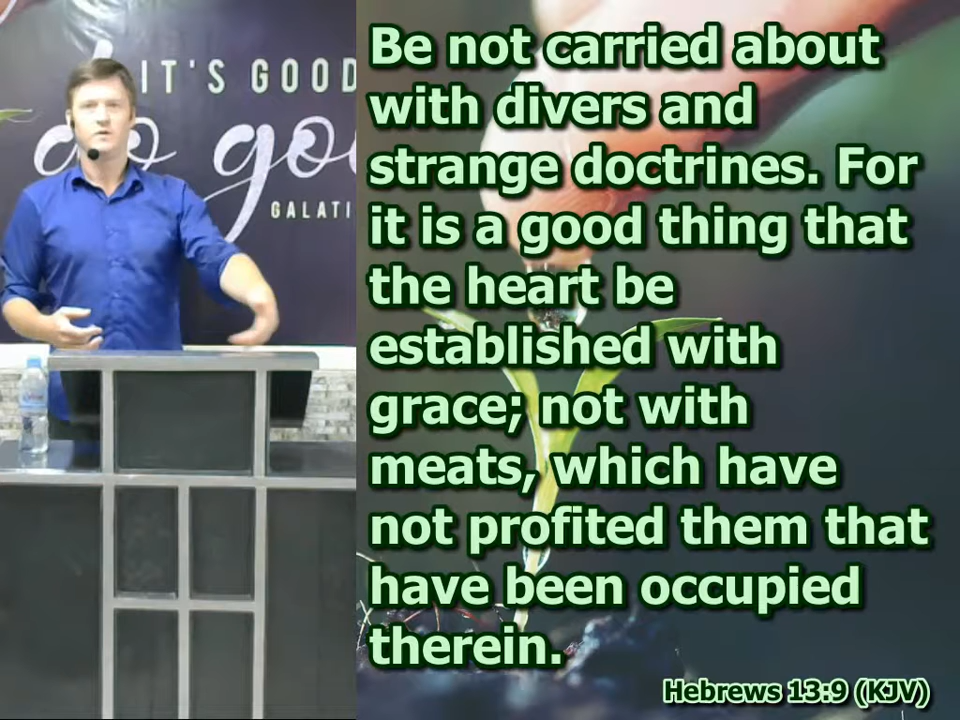 IT'S GOOD
do go
GALATI
Be not carried about
with divers and
strange doctrines. For
it is a good thing that
the heart be
established with
grace; not with
meats, which have
not profited them that
have been occupied
therein.
Hebrews 13:9 (KJV)